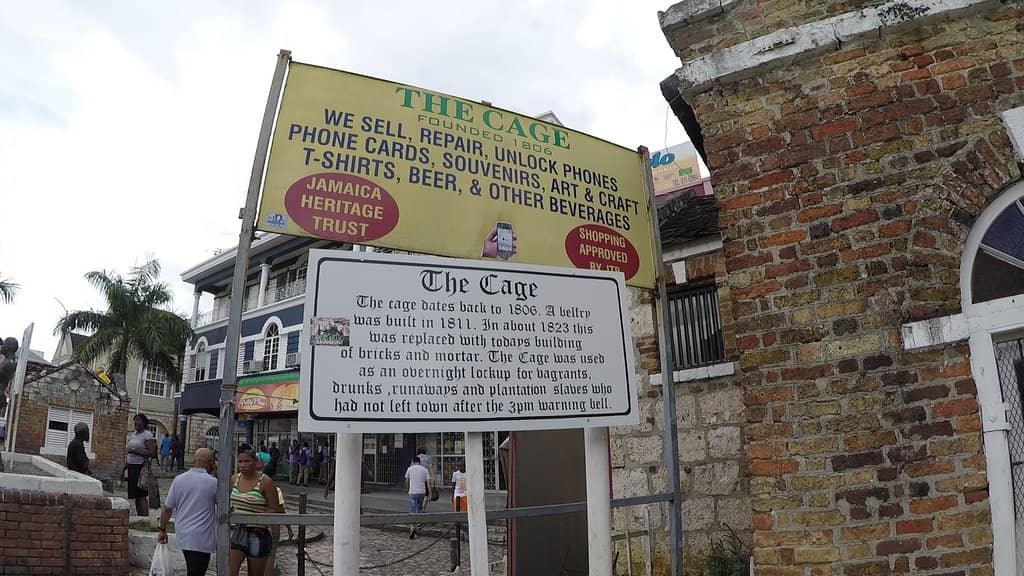 THE CAGE
FOUNDED 1806
WE SELL, REPAIR, UNLOCK PHONES
PHONE CARDS, SOUVENIRS, ART & CRAFT
T-SHIRTS, BEER, & OTHER BEVERAGES
JAMAICA
HERITAGE
TRUST
SHOPPING
APPROVED
The Cage
The cage dates back to 1806. A belfry
was built in 1811. In about 1823 this
was replaced with todays building
of bricks and mortar. The Cage was used
as an overnight lockup for vagrants,
drunks ,runaways and plantation slaves who
had not left town after the 3pm warning bell.